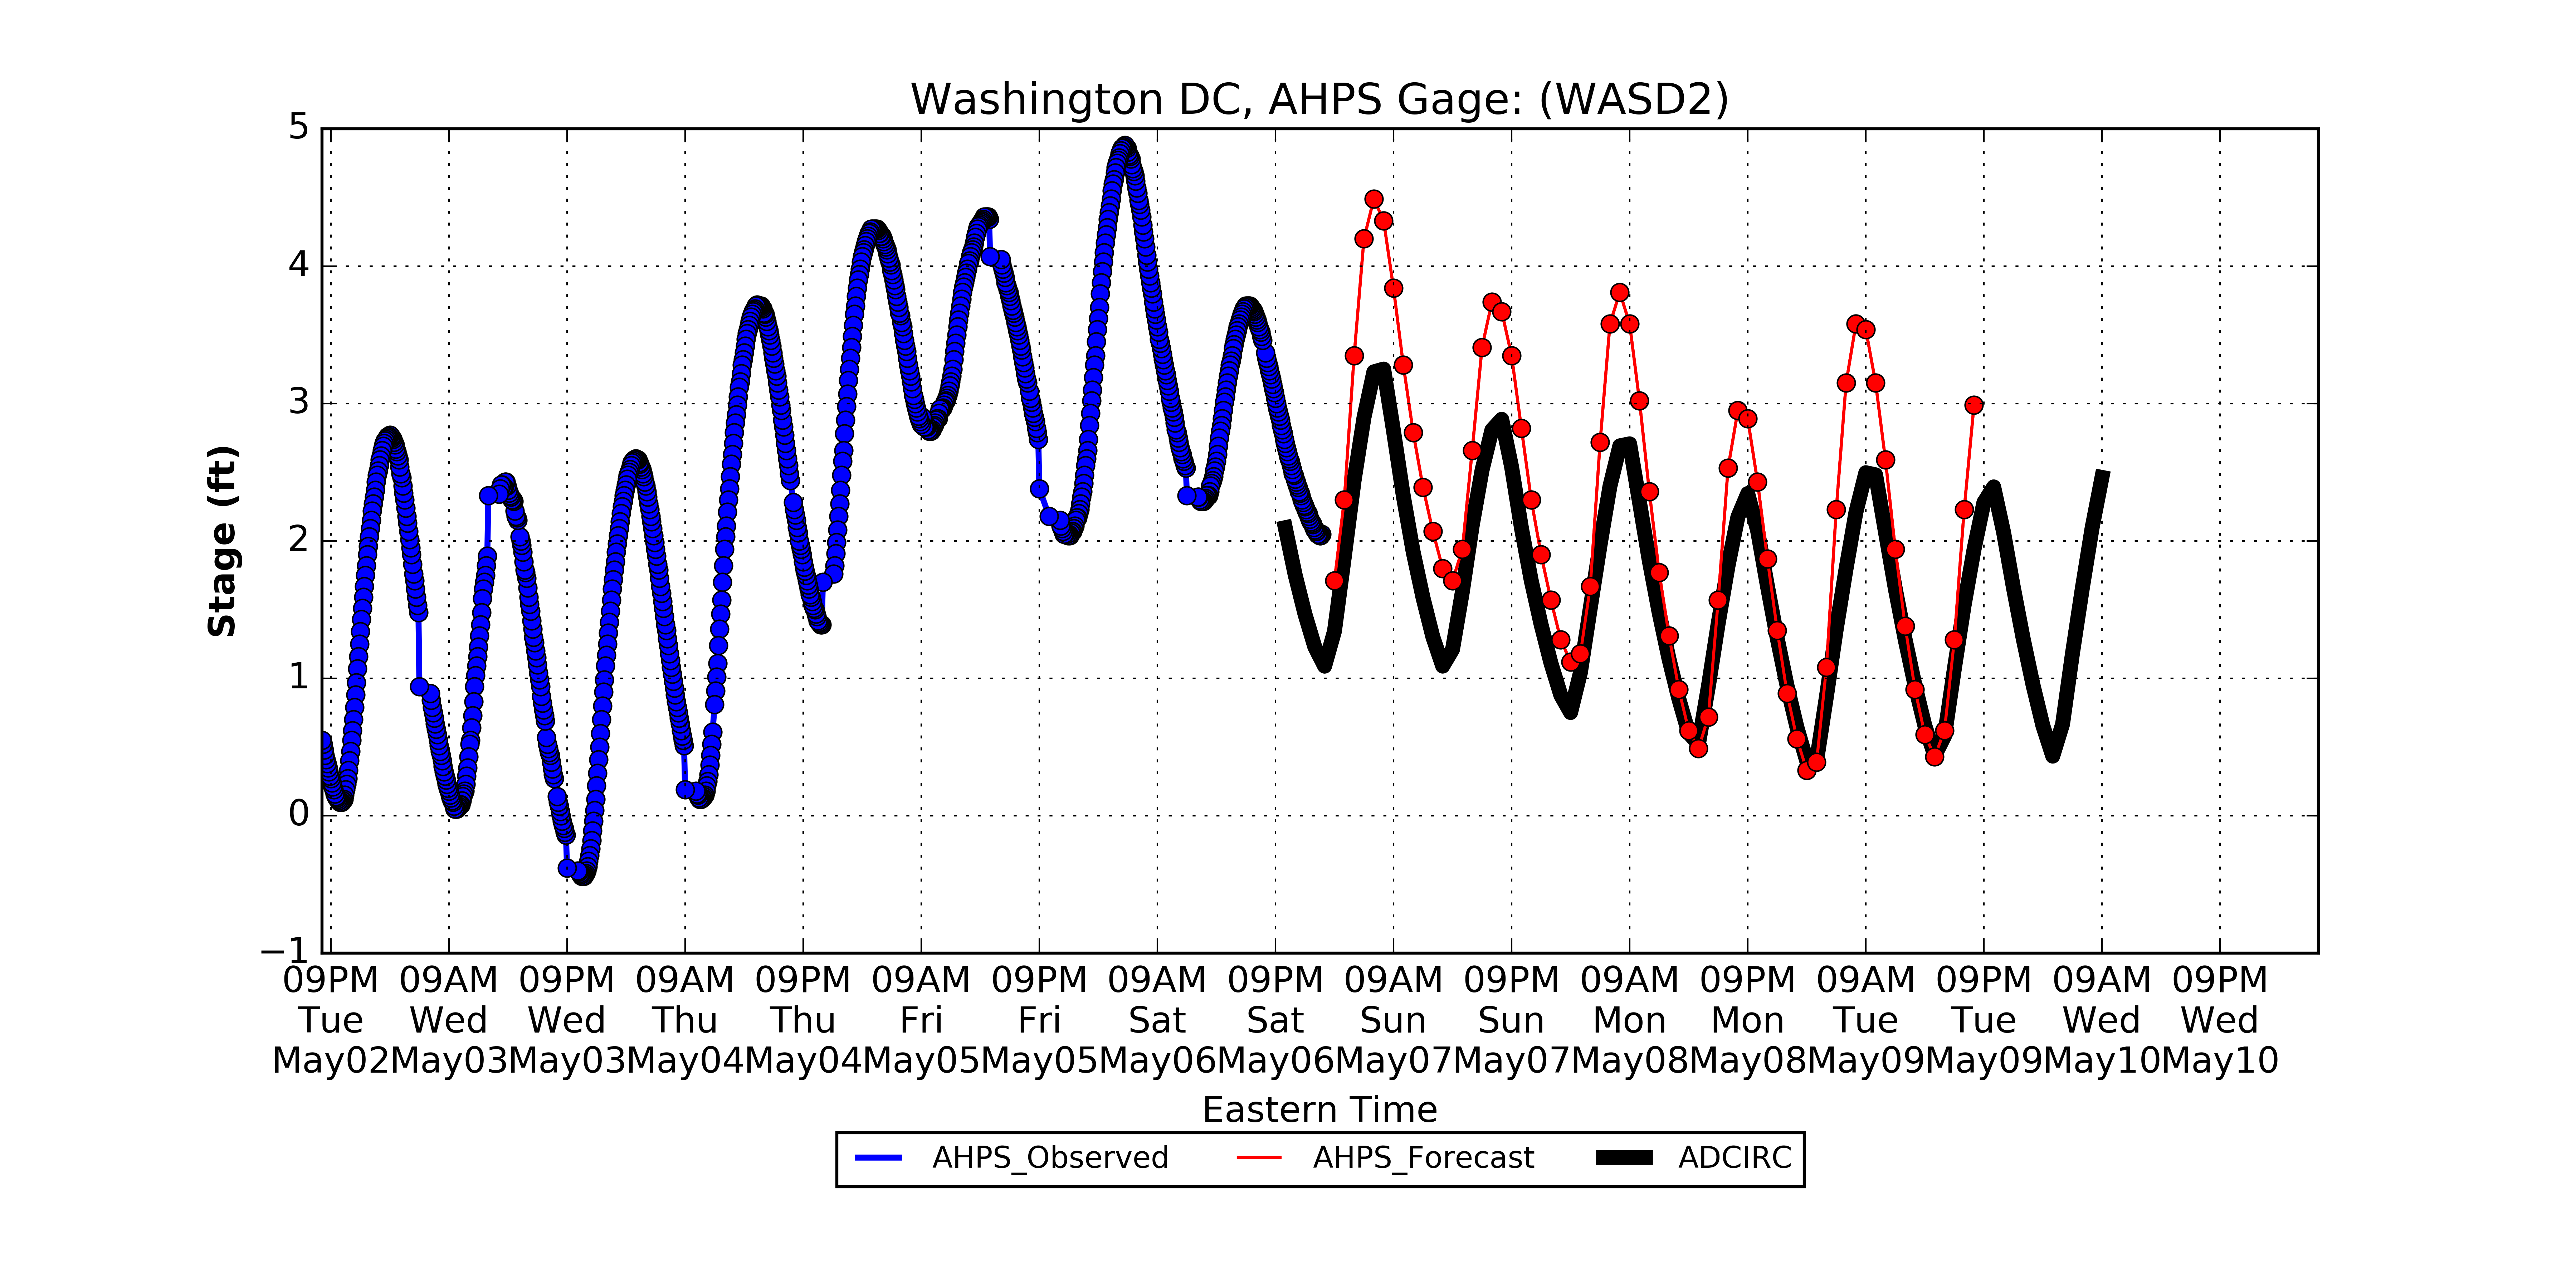 Washington DC, AHPS Gage: (WASD2)
5
4
3
2
1
0
−1
Stage (ft)
09PM 09AM 09PM 09AM 09PM 09AM 09PM 09AM 09PM 09AM 09PM 09AM 09PM 09AM 09PM 09AM 09PM
Tue Wed Wed Thu Thu Fri Fri Sat Sat Sun Sun Mon Mon Tue Tue Wed Wed
May02 May03 May03 May04 May04 May05 May05 May06 May06 May07 May07 May08 May08 May09 May09 May10 May10
Eastern Time
AHPS_Observed AHPS_Forecast ADCIRC